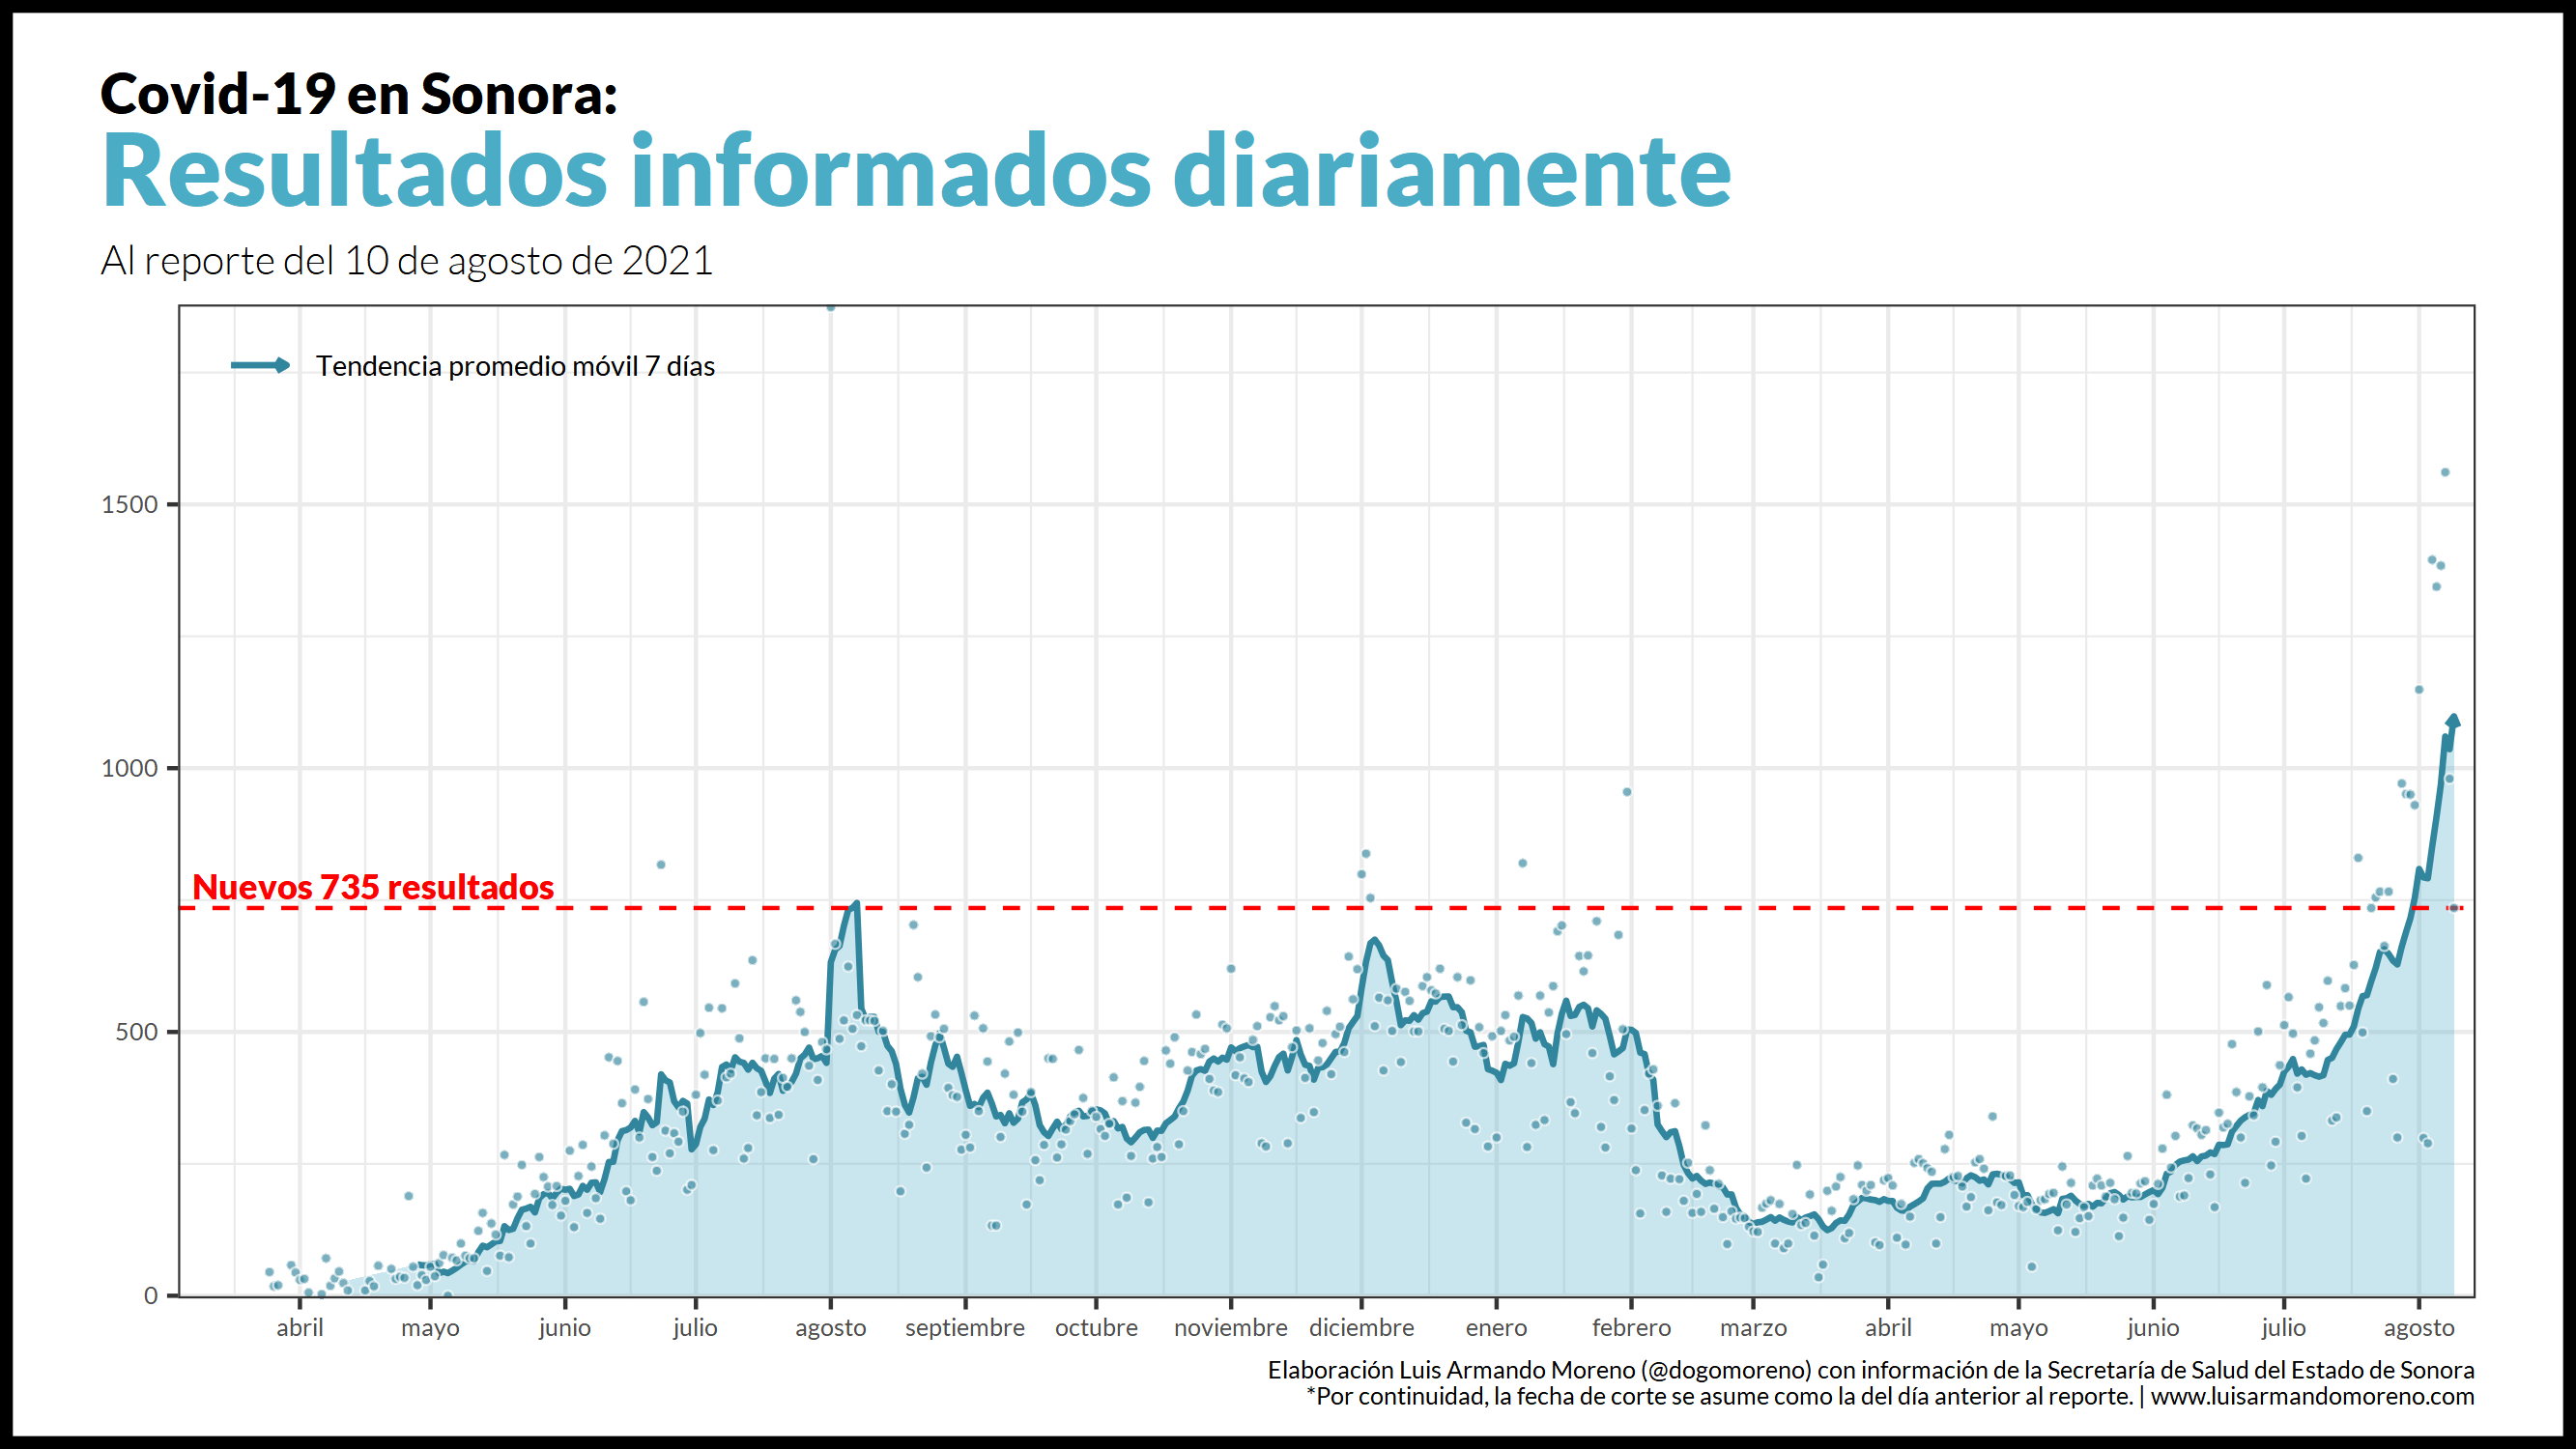 Covid-19 en Sonora:
Resultados informados diariamente
Al reporte del 10 de agosto de 2021
Tendencia promedio móvil 7 días
1500
1000
Nuevos 735 resultados
500
0
abril mayo junio julio agosto septiembre octubre noviembre diciembre enero febrero marzo abril mayo junio julio agosto
Elaboración Luis Armando Moreno (@dogomoreno) con información de la Secretaría de Salud del Estado de Sonora
*Por continuidad, la fecha de corte se asume como la del día anterior al reporte. | www.luisarmandomoreno.com